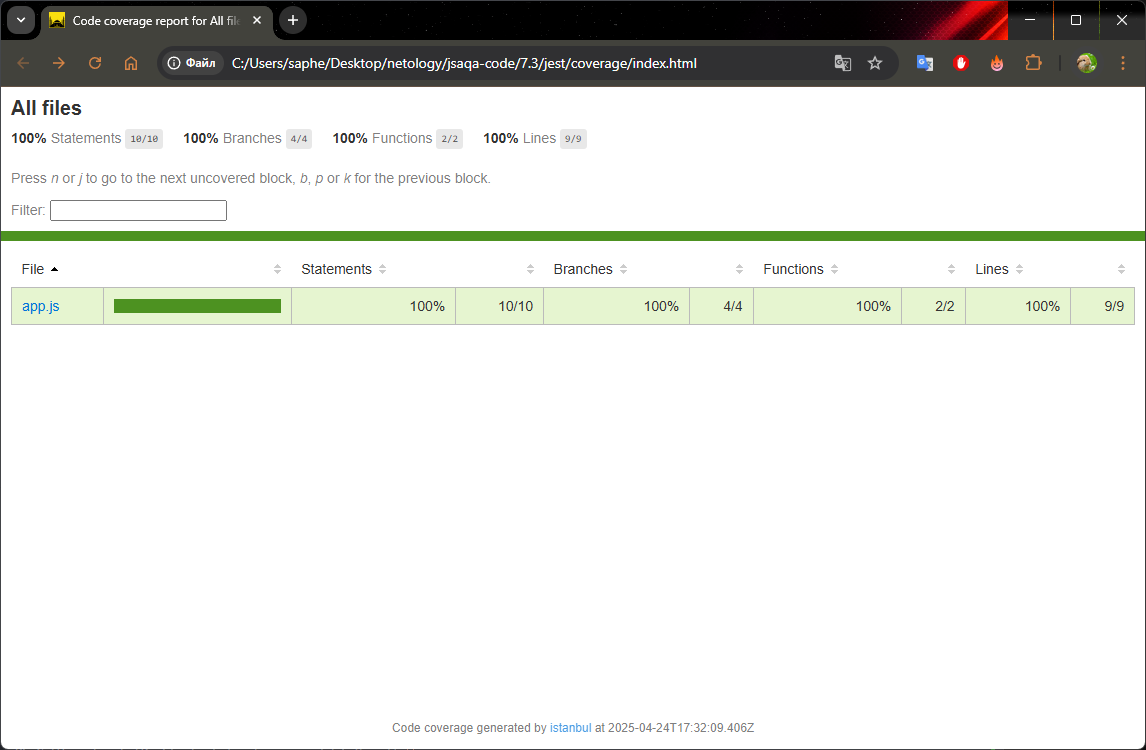 Code coverage report for All fil
Файл C:/Users/saphe/Desktop/netology/jsaqa-code/7.3/jest/coverage/index.html
All files
100% Statements 10/10 100% Branches 4/4 100% Functions 2/2 100% Lines 9/9
Press n or j to go to the next uncovered block, b, p or k for the previous block.
Filter:
File Statements Branches Functions Lines
app.js 100% 10/10 100% 4/4 100% 2/2 100% 9/9
Code coverage generated by istanbul at 2025-04-24T17:32:09.406Z